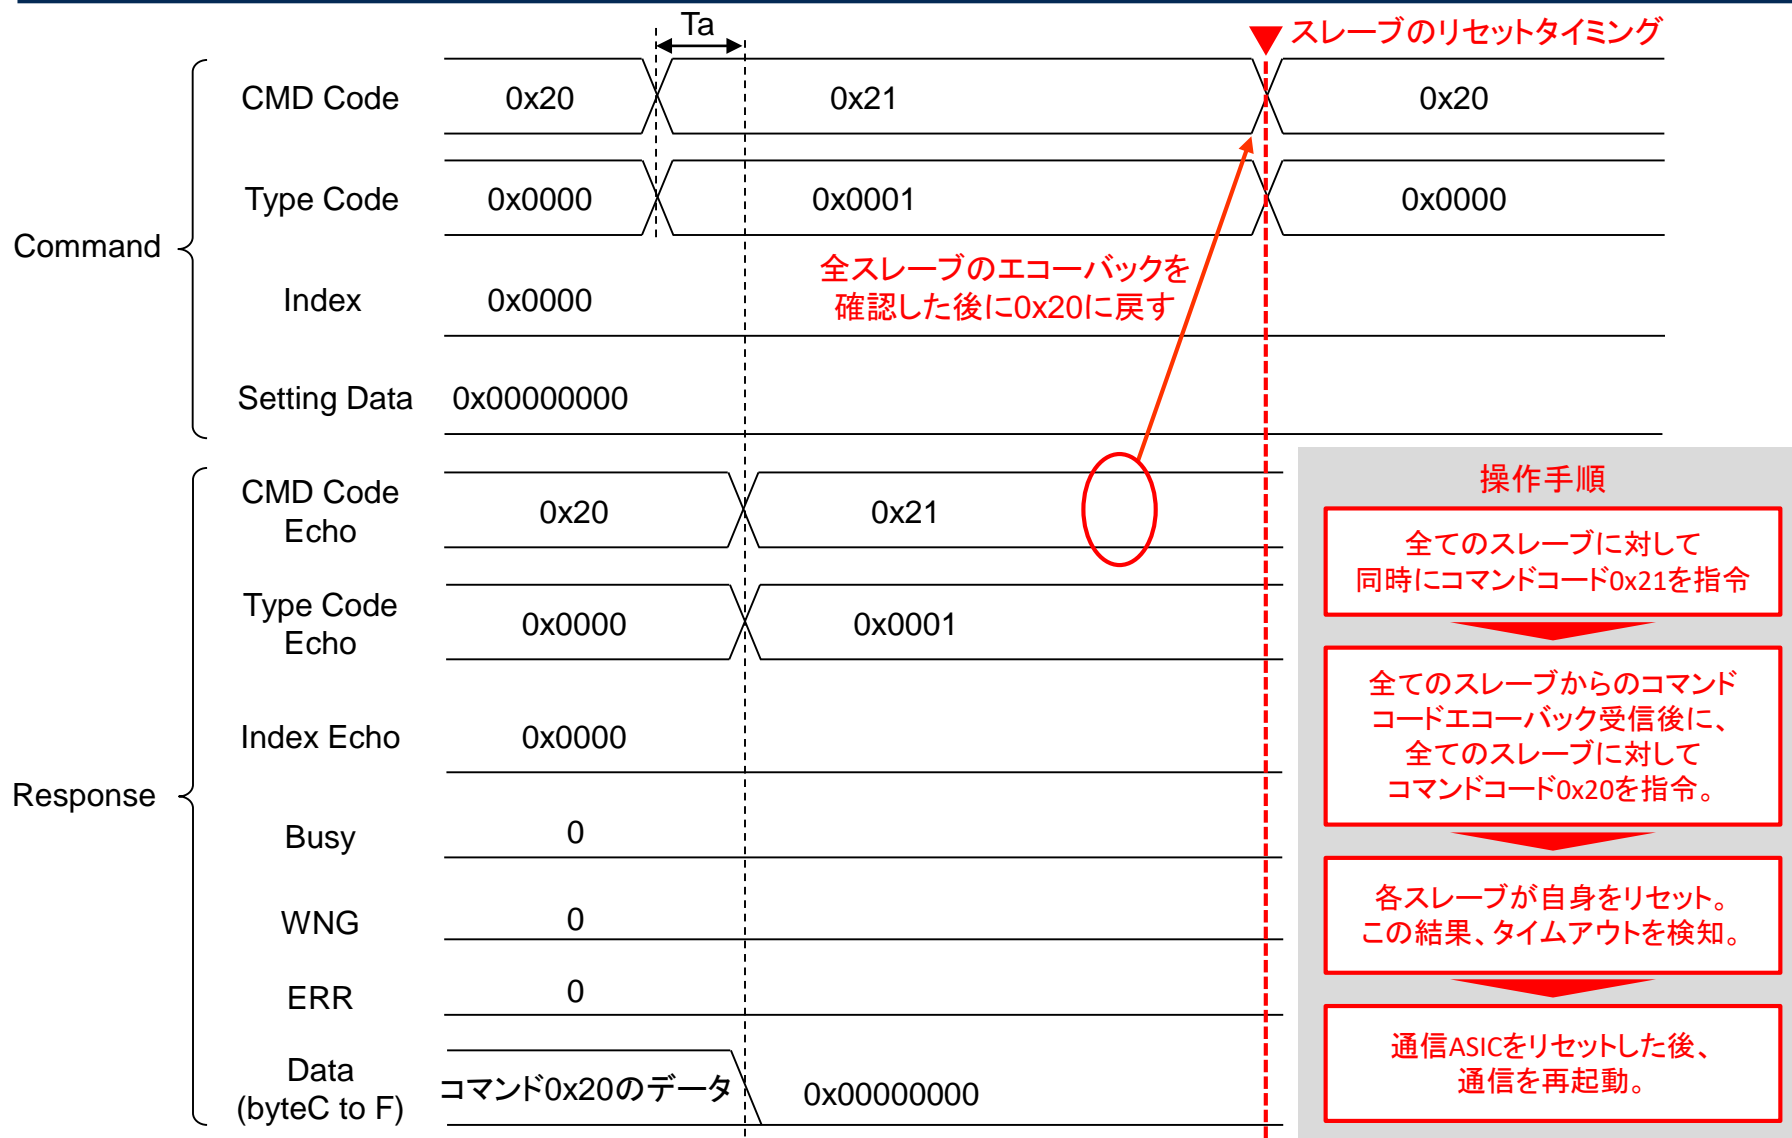 Ta
スレーブのリセットタイミング
Command
CMD Code
0x20
0x21
0x20
Type Code
0x0000
0x0001
0x0000
全スレーブのエコーバックを
確認した後に0x20に戻す
Index
0x0000
Setting Data
0x00000000
Response
CMD Code
Echo
0x20
0x21
Type Code
Echo
0x0000
0x0001
Index Echo
0x0000
Busy
0
WNG
0
ERR
0
Data
(byteC to F)
コマンド0x20のデータ
0x00000000
操作手順
全てのスレーブに対して
同時にコマンドコード0x21を指令
全てのスレーブからのコマンド
コードエコーバック受信後に、
全てのスレーブに対して
コマンドコード0x20を指令。
各スレーブが自身をリセット。
この結果、タイムアウトを検知。
通信ASICをリセットした後、
通信を再起動。